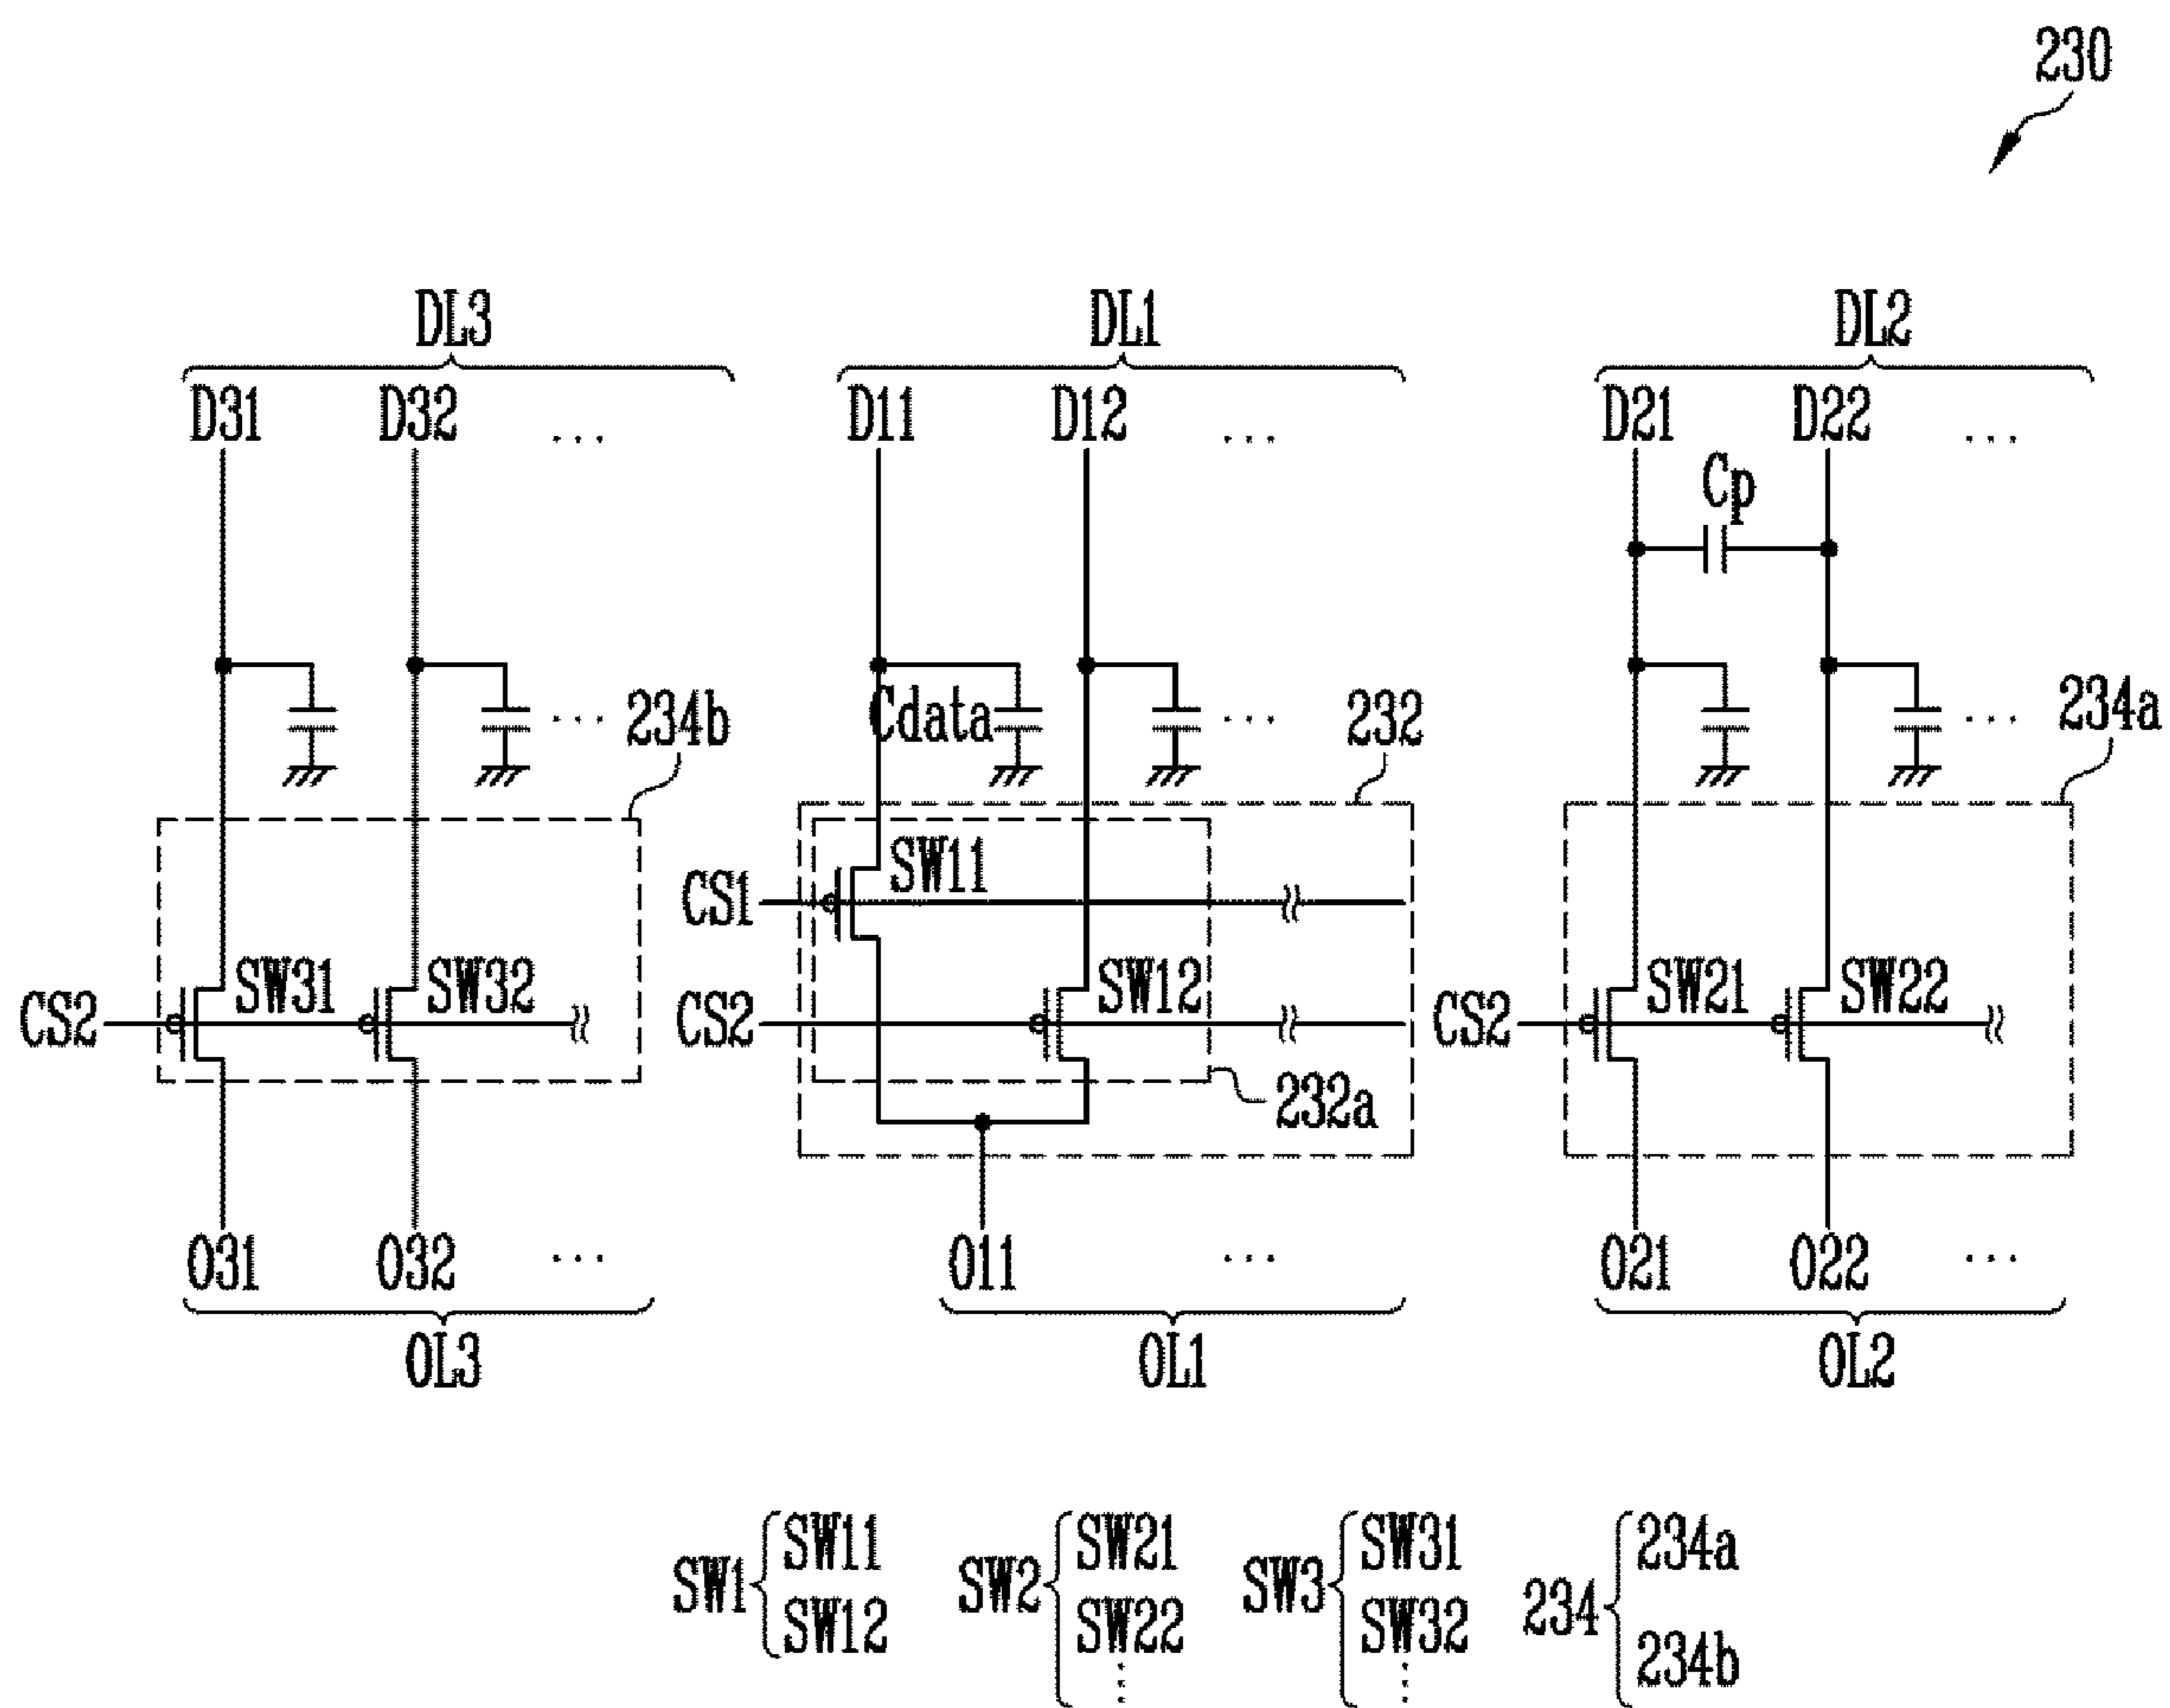 230
DL3 DL1 DL2
D31 D32 ... D11 D12 ... D21 D22 ...
Cp
... 234b Cdata ... 232 ... 234a
SW11
CS1
SW31 SW32 SW12 SW21 SW22
CS2 CS2 CS2
232a
O31 O32 ... O11 ... O21 O22 ...
OL3 OL1 OL2
SW11 SW21 SW31 234a
SW1 SW2 SW3 234
SW12 SW22 SW32 234b